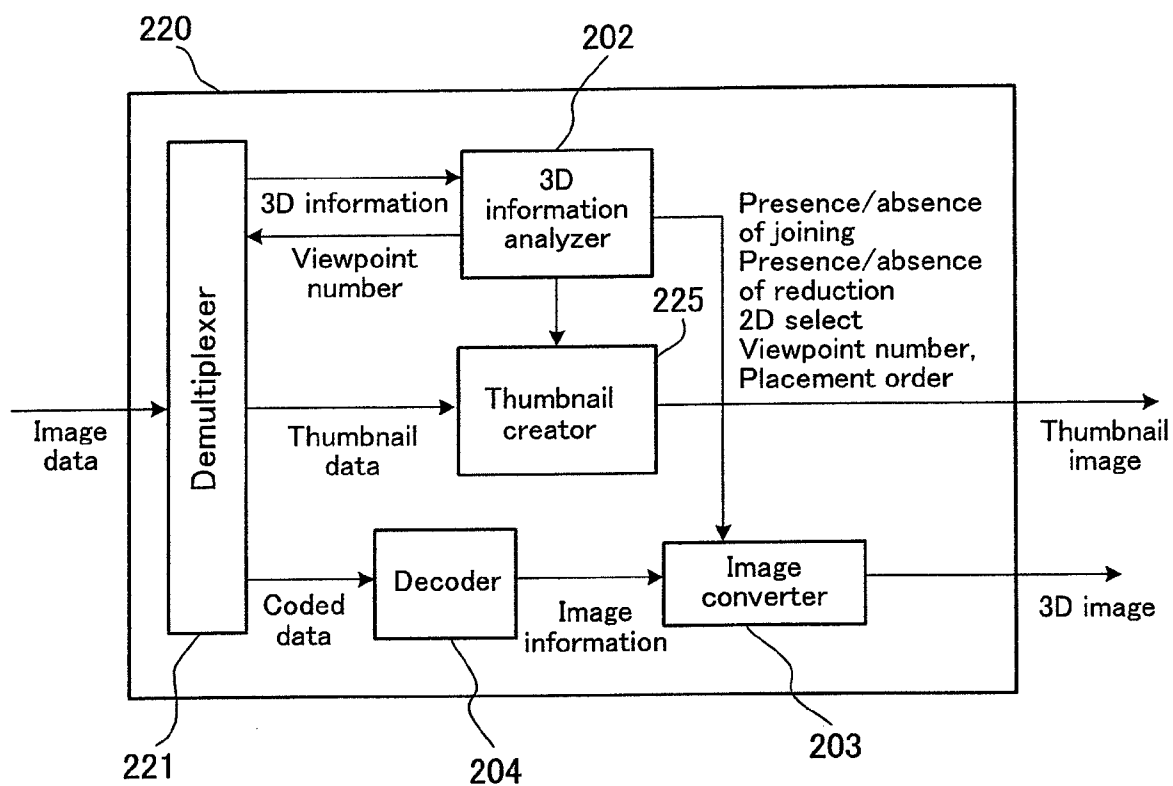 220
202
3D information
3D
information
analyzer
Viewpoint
number
Presence/absence
of joining
Presence/absence
of reduction
2D select
Viewpoint number,
Placement order
225
Demultiplexer
Image
data
Thumbnail
data
Thumbnail
creator
Thumbnail
image
Coded
data
Decoder
Image
information
Image
converter
3D image
221
204
203